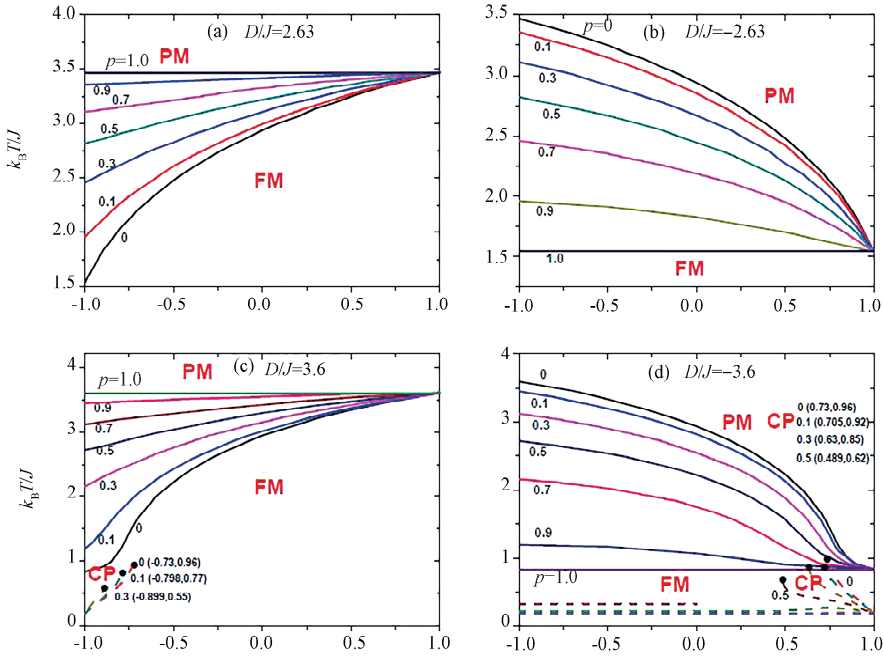 (a) D/J=2.63
PM
p=1.0
0.9
0.7
0.5
0.3
0.1
0
FM
k_BT/J
4.0
3.5
3.0
2.5
2.0
1.5
-1.0 -0.5 0.0 0.5 1.0
p=0
(b) D/J=−2.63
0.1
0.3
0.5
0.7
0.9
1.0
PM
FM
3.5
3.0
2.5
2.0
1.5
-1.0 -0.5 0.0 0.5 1.0
PM
(c) D/J=3.6
p=1.0
0.9
0.7
0.5
0.3
0.1
0
FM
CP
0 (-0.73,0.96)
0.1 (-0.798,0.77)
0.3 (-0.899,0.55)
k_BT/J
4
3
2
1
0
-1.0 -0.5 0.0 0.5 1.0
(d) D/J=−3.6
0
0.1
0.3
0.5
0.7
0.9
p=1.0
PM
CP
0 (0.73,0.96)
0.1 (0.705,0.92)
0.3 (0.63,0.85)
0.5 (0.489,0.62)
FM
0.5
CP
0
4
3
2
1
0
-1.0 -0.5 0.0 0.5 1.0